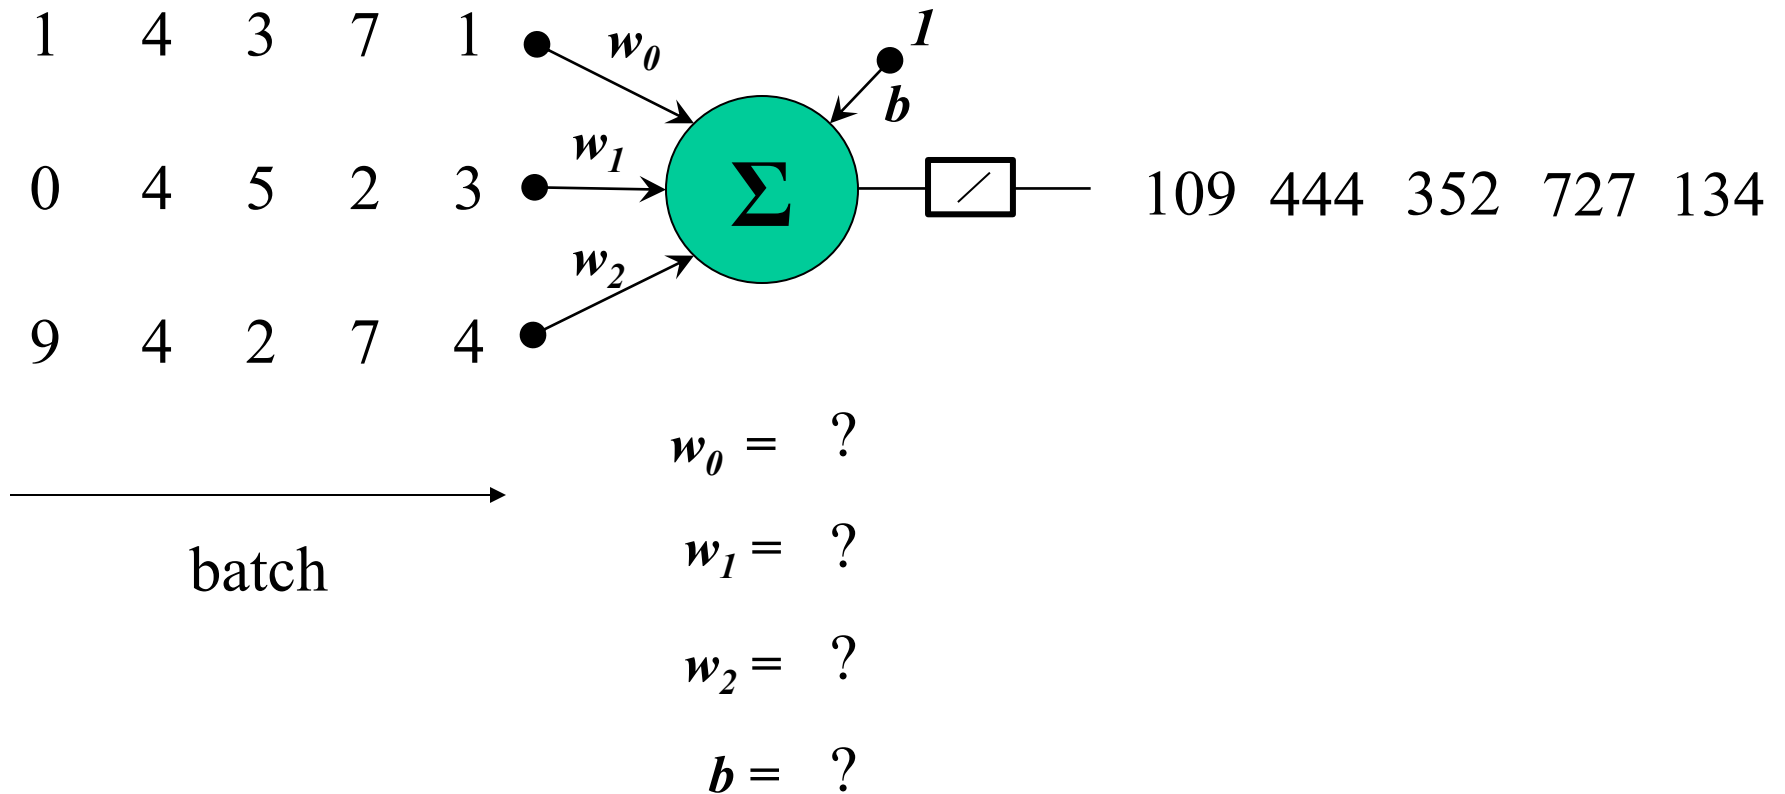 1 4 3 7 1 w0 1
b
w1
0 4 5 2 3 Σ 109 444 352 727 134
w2
9 4 2 7 4
w0 = ?
w1 = ?
batch
w2 = ?
b = ?